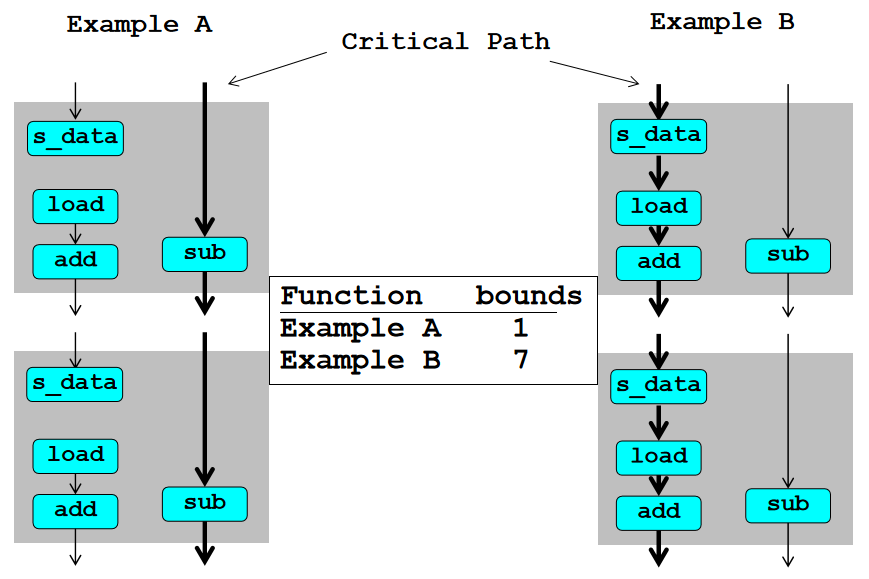 Example A
Critical Path
Example B
s_data
load
add
sub
s_data
load
add
sub
Function bounds
Example A 1
Example B 7
s_data
load
add
sub
s_data
load
add
sub